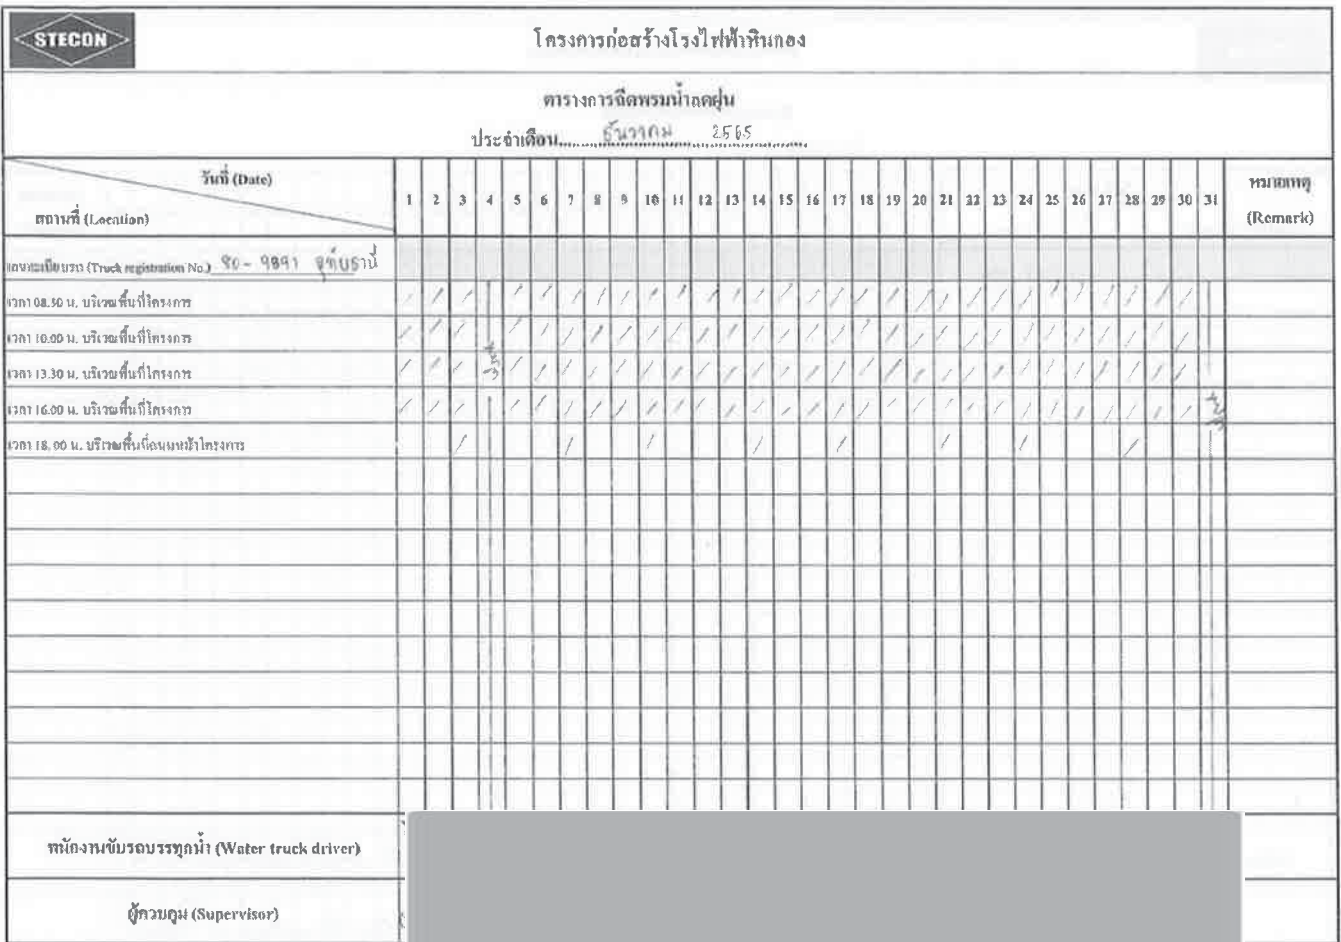 STECON
โครงการก่อสร้างโรงไฟฟ้าหินกอง
ตารางการฉีดพรมน้ำลดฝุ่น
ประจำเดือน ธันวาคม 2565
วันที่ (Date)
สถานที่ (Location)
1 2 3 4 5 6 7 8 9 10 11 12 13 14 15 16 17 18 19 20 21 22 23 24 25 26 27 28 29 30 31
หมายเหตุ
(Remark)
เลขทะเบียนรถ (Truck registration No.) 80-9891 อุทัยธานี
เวลา 08.30 น. บริเวณพื้นที่โครงการ
เวลา 10.00 น. บริเวณพื้นที่โครงการ
เวลา 13.30 น. บริเวณพื้นที่โครงการ
เวลา 16.00 น. บริเวณพื้นที่โครงการ
เวลา 18.00 น. บริเวณพื้นที่ถนนหน้าโครงการ
พนักงานขับรถบรรทุกน้ำ (Water truck driver)
ผู้ควบคุม (Supervisor)